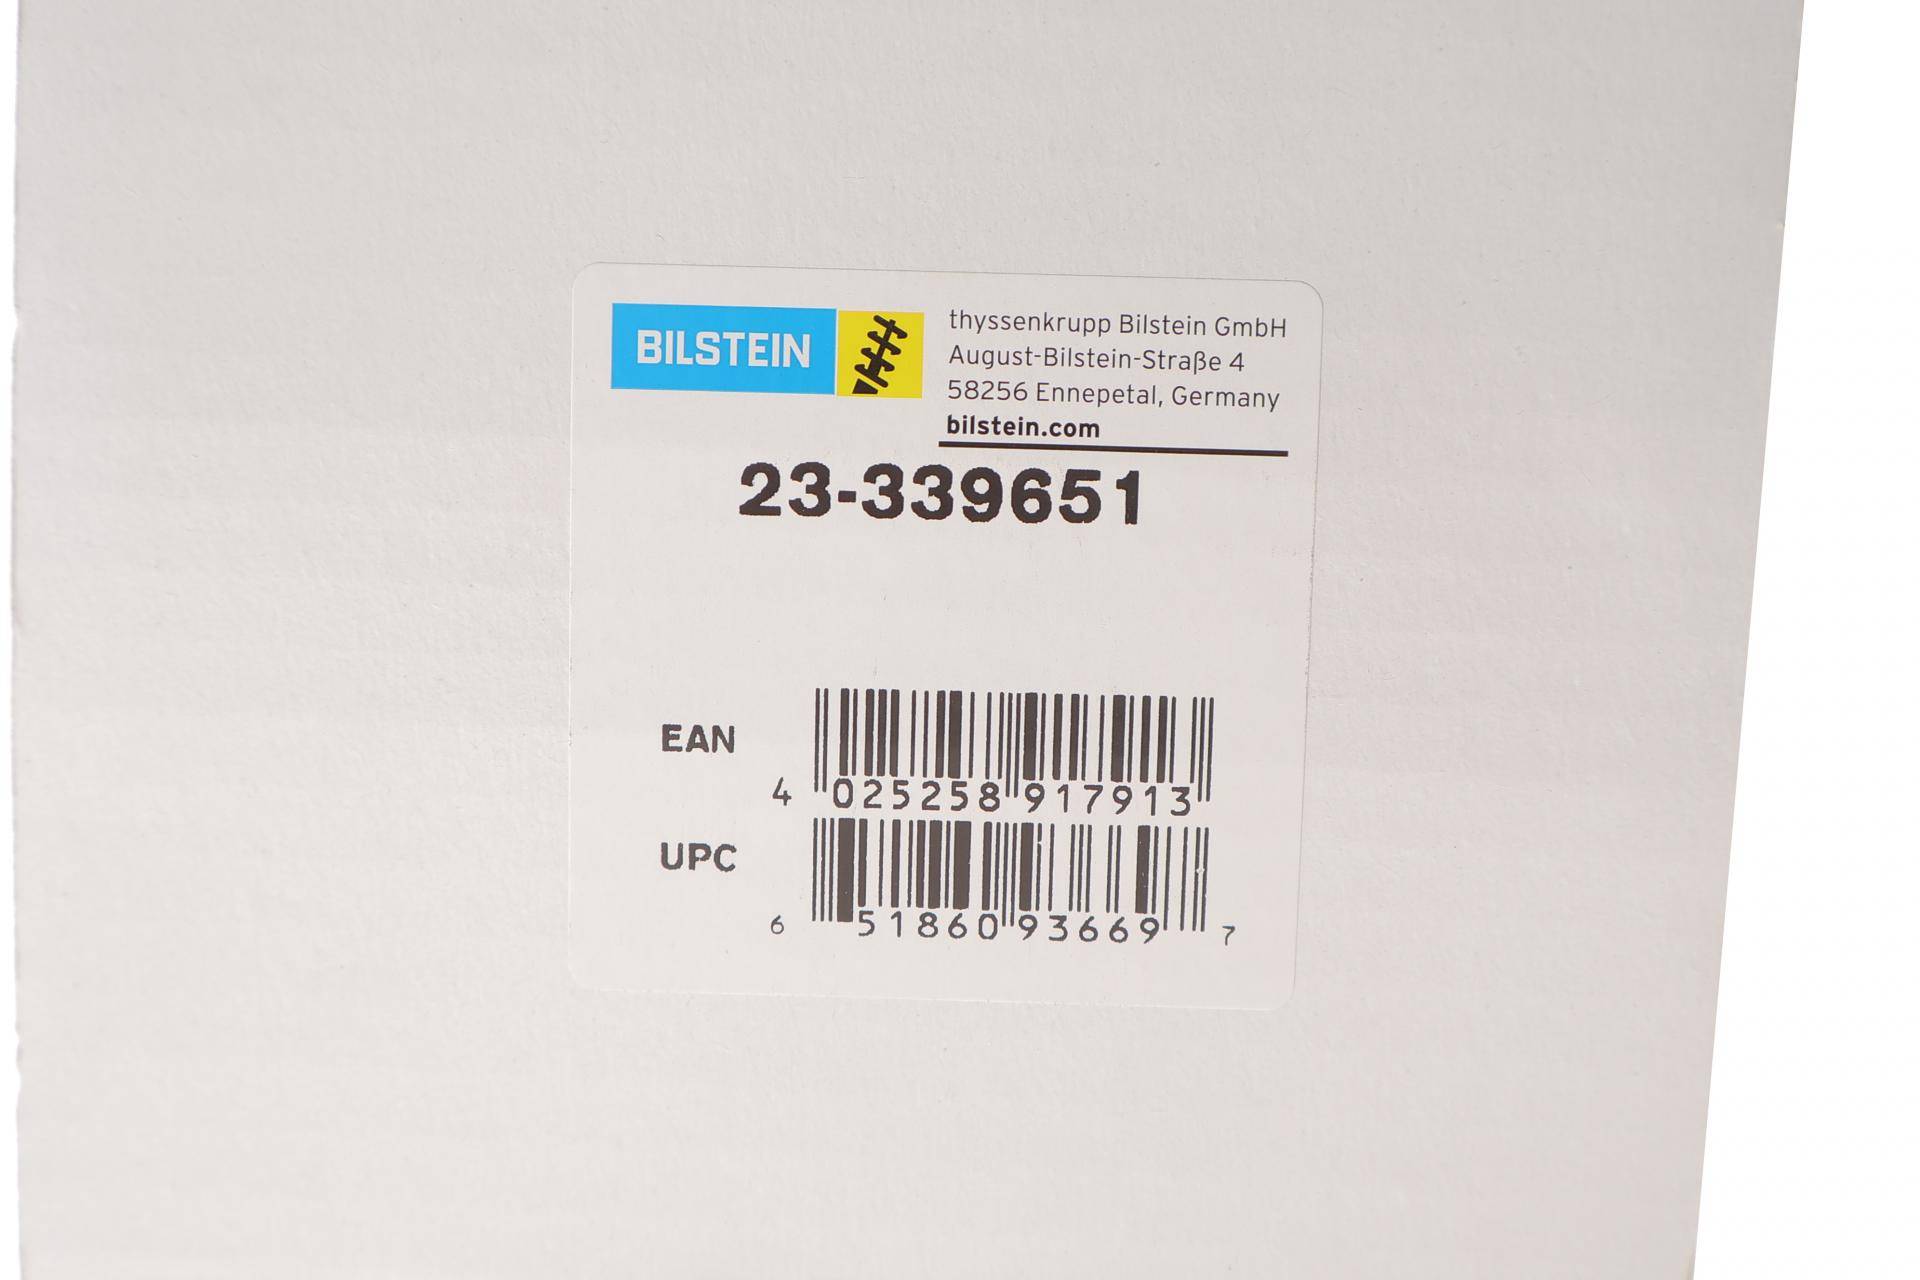 BILSTEIN
thyssenkrupp Bilstein GmbH
August-Bilstein-Straße 4
58256 Ennepetal, Germany
bilstein.com
23-339651
EAN
4 025258 917913
UPC
6 51860 93669 7